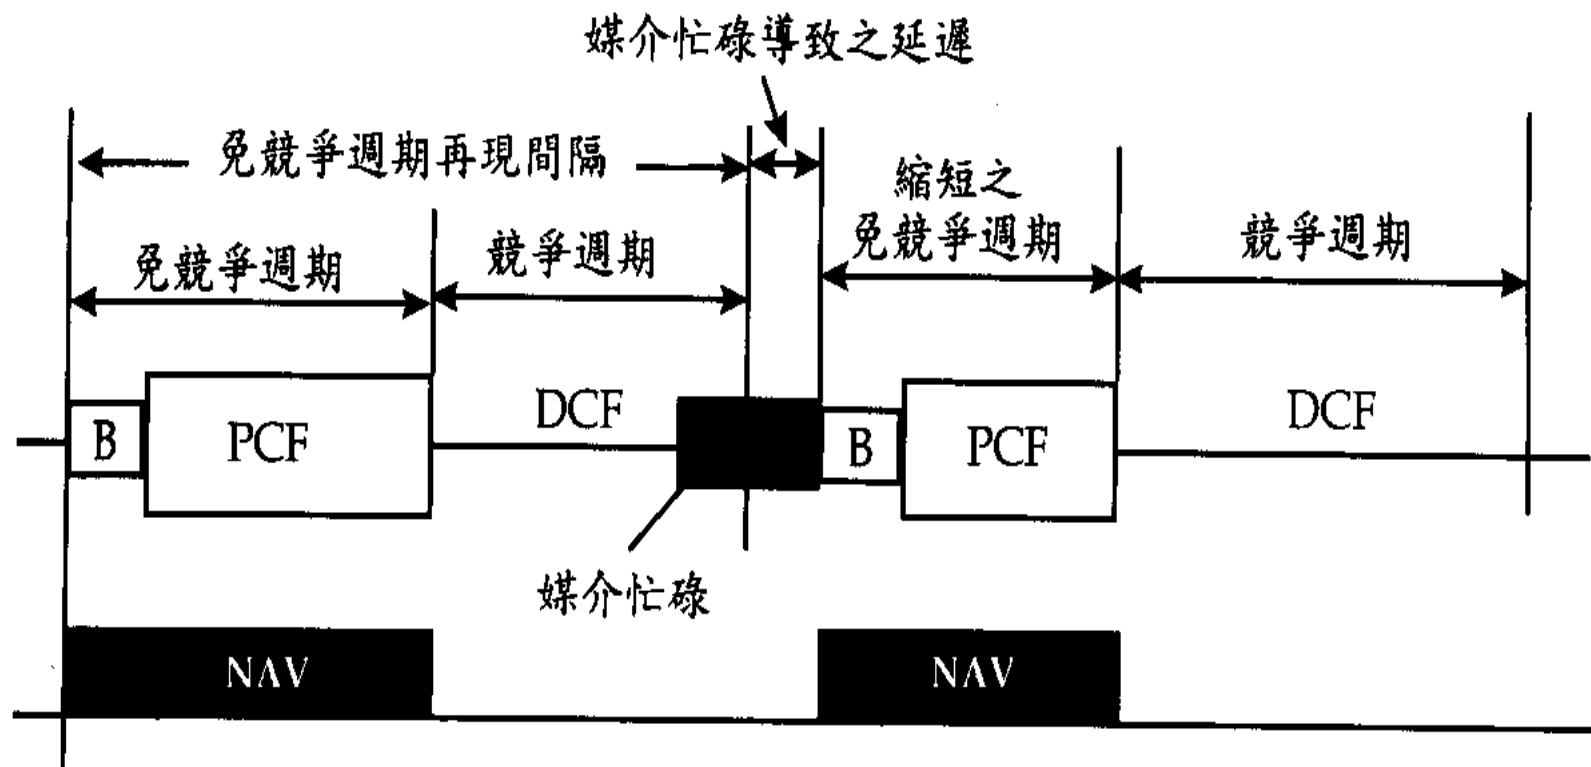 媒介忙碌導致之延遲
免競爭週期再現間隔
縮短之
免競爭週期
競爭週期
免競爭週期
競爭週期
B
PCF
DCF
B
PCF
DCF
媒介忙碌
NAV
NAV